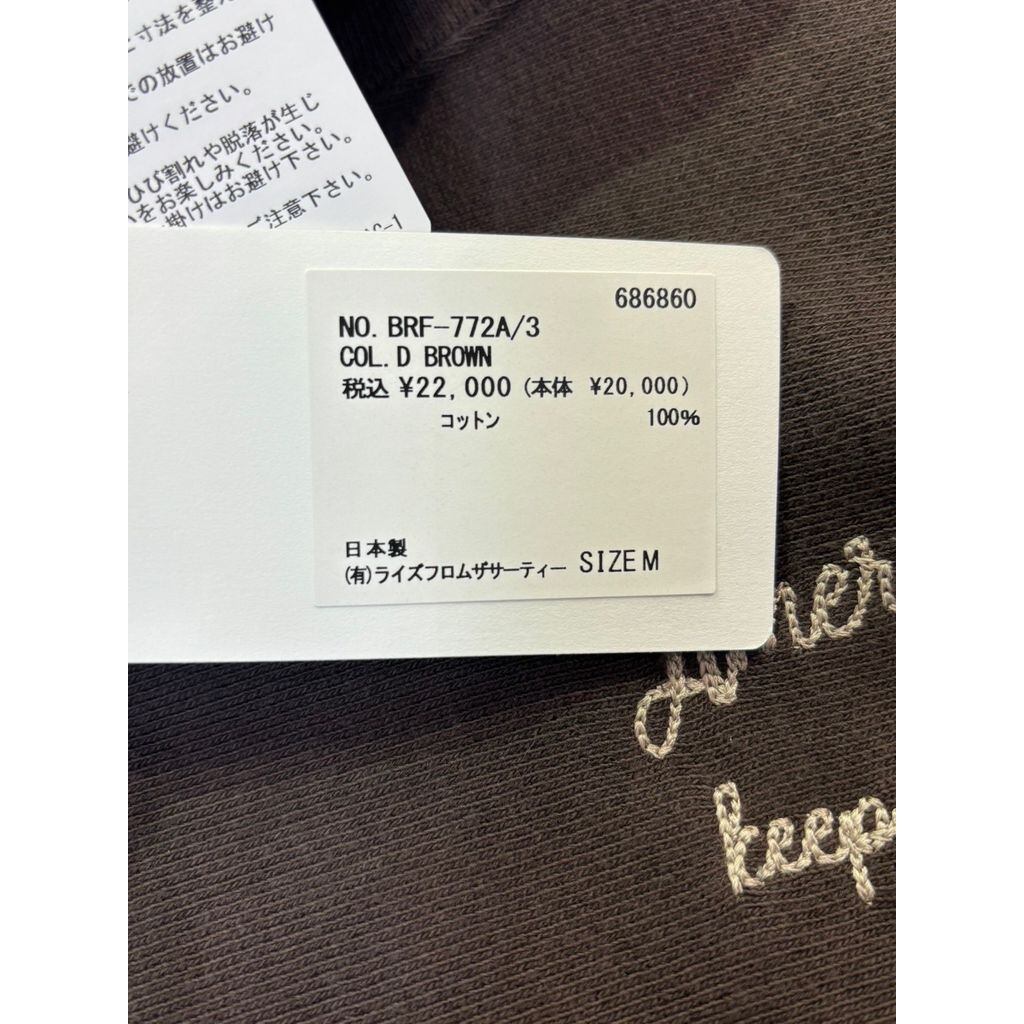 寸法を整え
での放置はお避け
避けください。
ひび割れや脱落が生じ
をお楽しみください。
掛けはお避け下さい。
ご注意下さい。
686860
NO. BRF-772A/3
COL. D BROWN
税込 ¥22,000 (本体 ¥20,000)
コットン 100%
日本製
(有)ライズフロムザサーティー SIZE M
keep